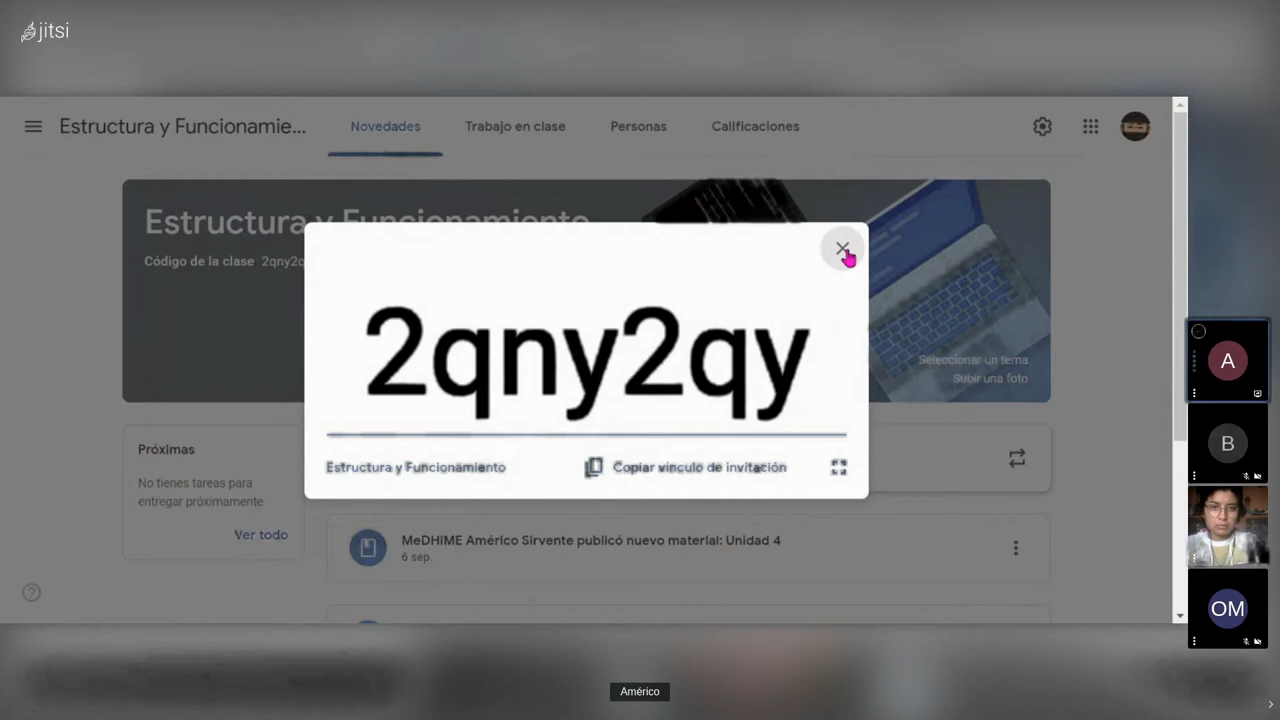 jitsi
Estructura y Funcionamie...
Novedades
Trabajo en clase
Personas
Calificaciones
Estructura y Funcionamiento
Código de la clase 2qny2q
Seleccionar un tema
Subir una foto
2qny2qy
Estructura y Funcionamiento
Copiar vínculo de invitación
Próximas
No tienes tareas para
entregar próximamente
Ver todo
MeDHiME Américo Sirvente publicó nuevo material: Unidad 4
6 sep.
A
B
OM
Américo